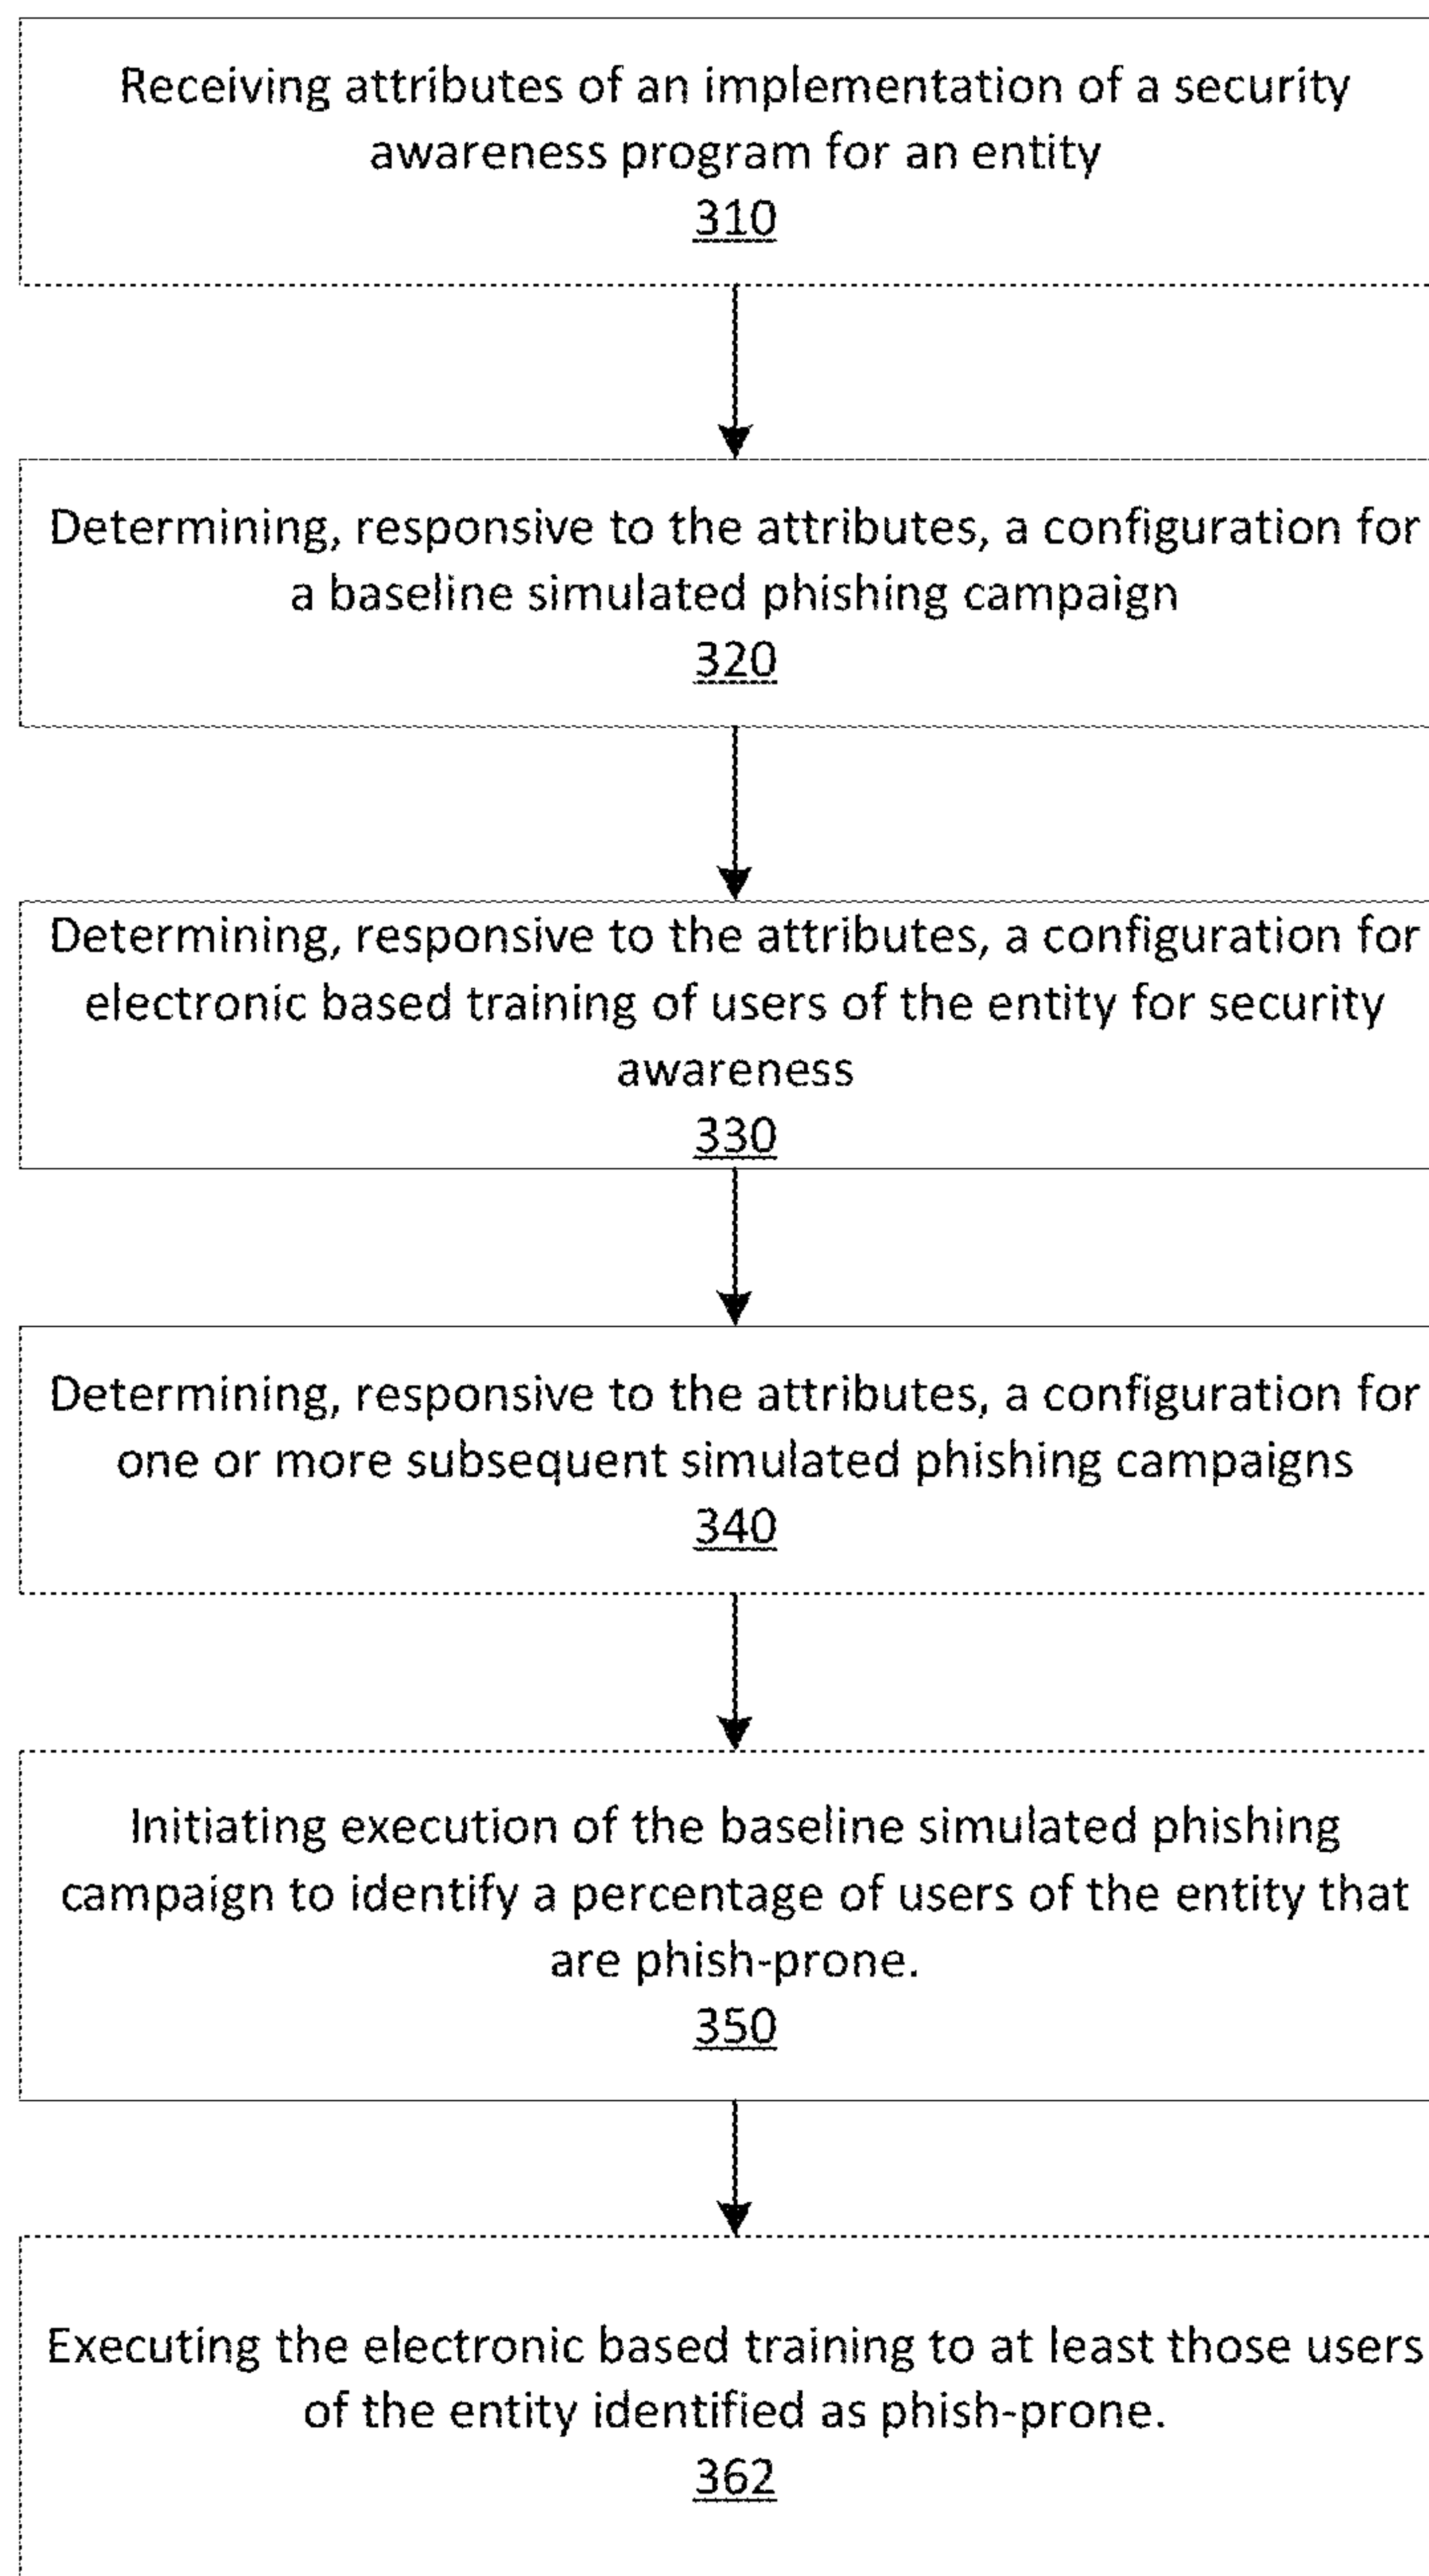 Receiving attributes of an implementation of a security
awareness program for an entity
310
Determining, responsive to the attributes, a configuration for
a baseline simulated phishing campaign
320
Determining, responsive to the attributes, a configuration for
electronic based training of users of the entity for security
awareness
330
Determining, responsive to the attributes, a configuration for
one or more subsequent simulated phishing campaigns
340
Initiating execution of the baseline simulated phishing
campaign to identify a percentage of users of the entity that
are phish-prone.
350
Executing the electronic based training to at least those users
of the entity identified as phish-prone.
362